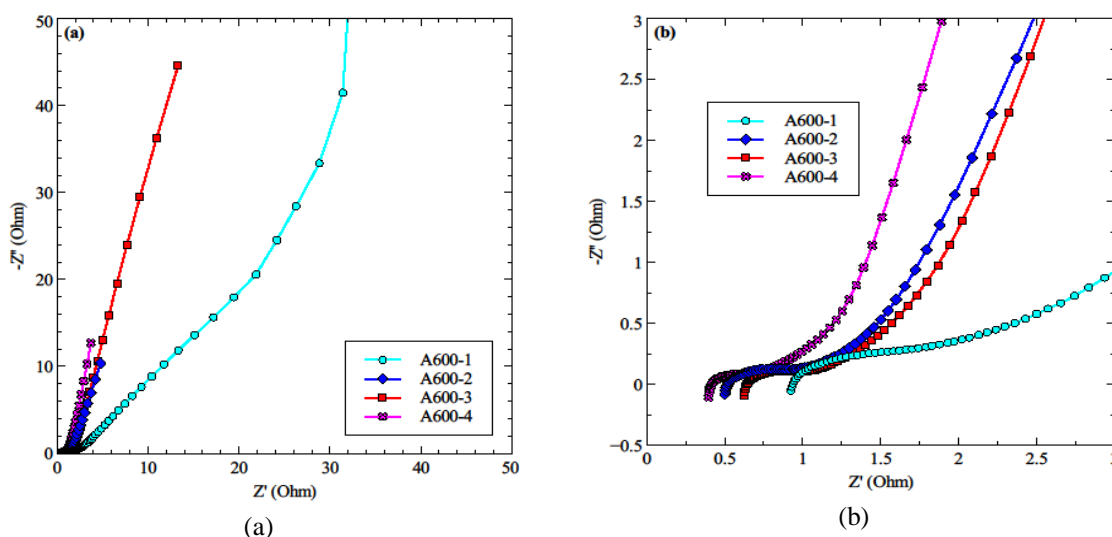 (a)
50
40
30
20
10
0
-Z'' (Ohm)
A600-1
A600-2
A600-3
A600-4
0 10 20 30 40 50
Z' (Ohm)
(a)
(b)
3
2.5
2
1.5
1
0.5
0
−0.5
-Z'' (Ohm)
A600-1
A600-2
A600-3
A600-4
0 0.5 1 1.5 2 2.5 3
Z' (Ohm)
(b)